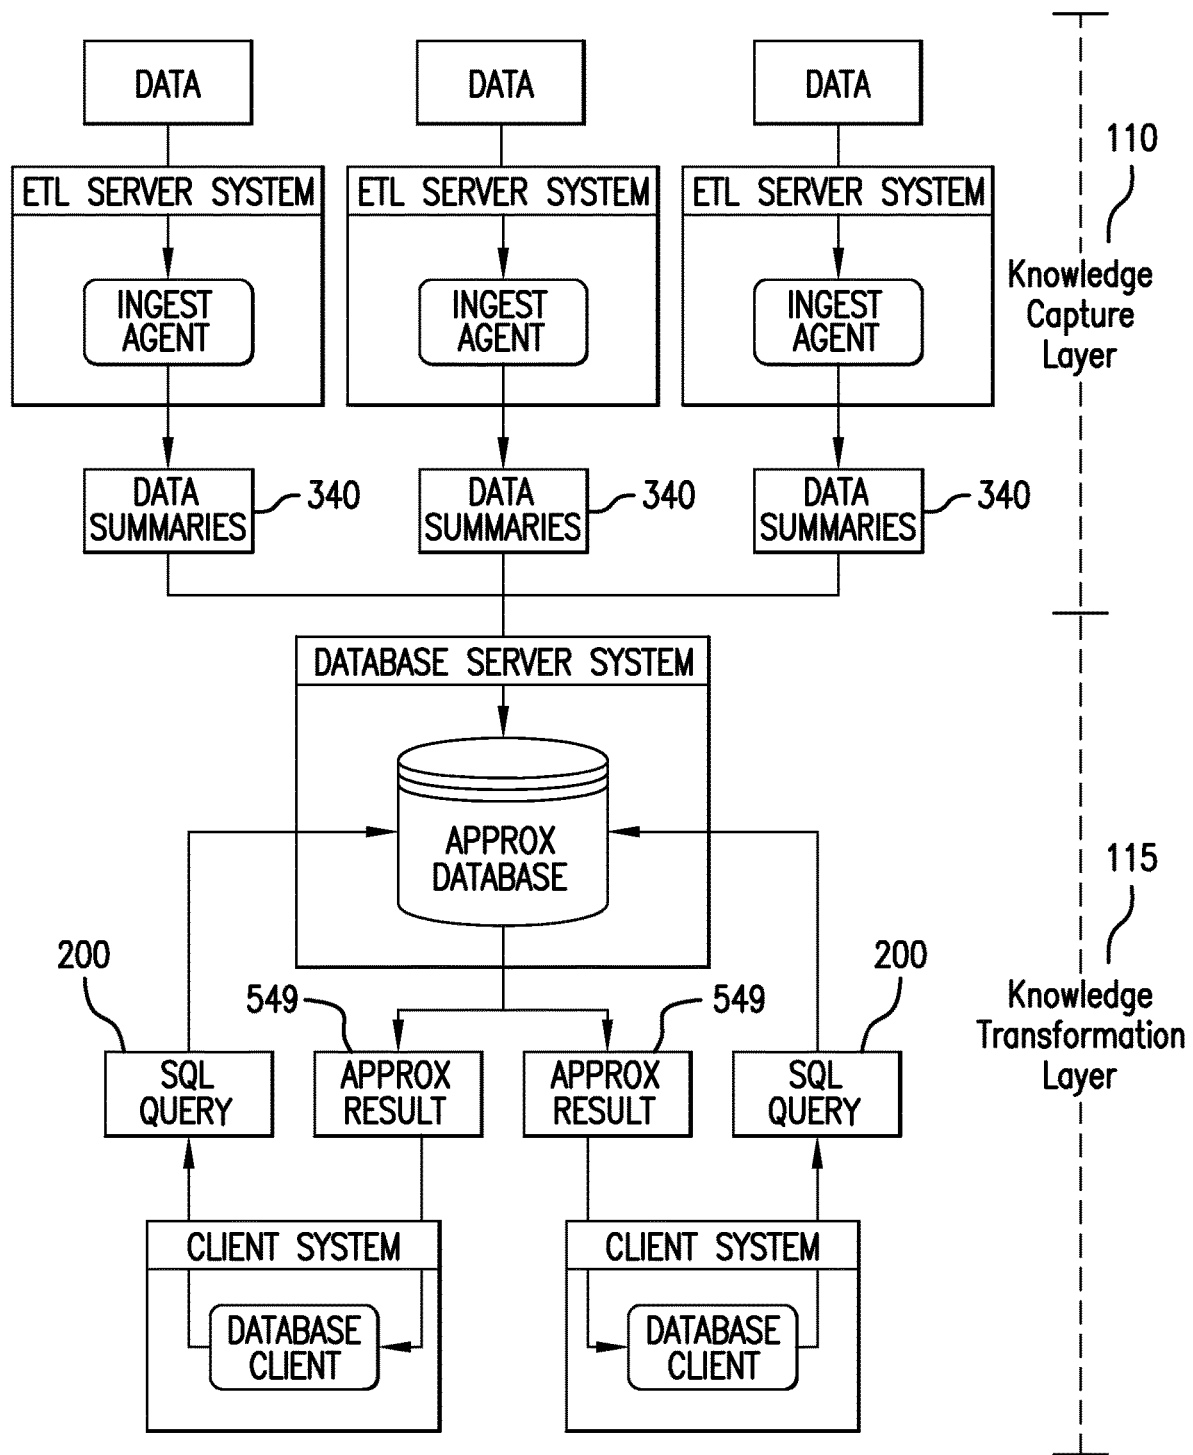 DATA
DATA
DATA
110
ETL SERVER SYSTEM
ETL SERVER SYSTEM
ETL SERVER SYSTEM
INGEST
AGENT
INGEST
AGENT
INGEST
AGENT
Knowledge
Capture
Layer
DATA
SUMMARIES
340
DATA
SUMMARIES
340
DATA
SUMMARIES
340
DATABASE SERVER SYSTEM
APPROX
DATABASE
115
200
549
549
200
Knowledge
Transformation
Layer
SQL
QUERY
APPROX
RESULT
APPROX
RESULT
SQL
QUERY
CLIENT SYSTEM
CLIENT SYSTEM
DATABASE
CLIENT
DATABASE
CLIENT